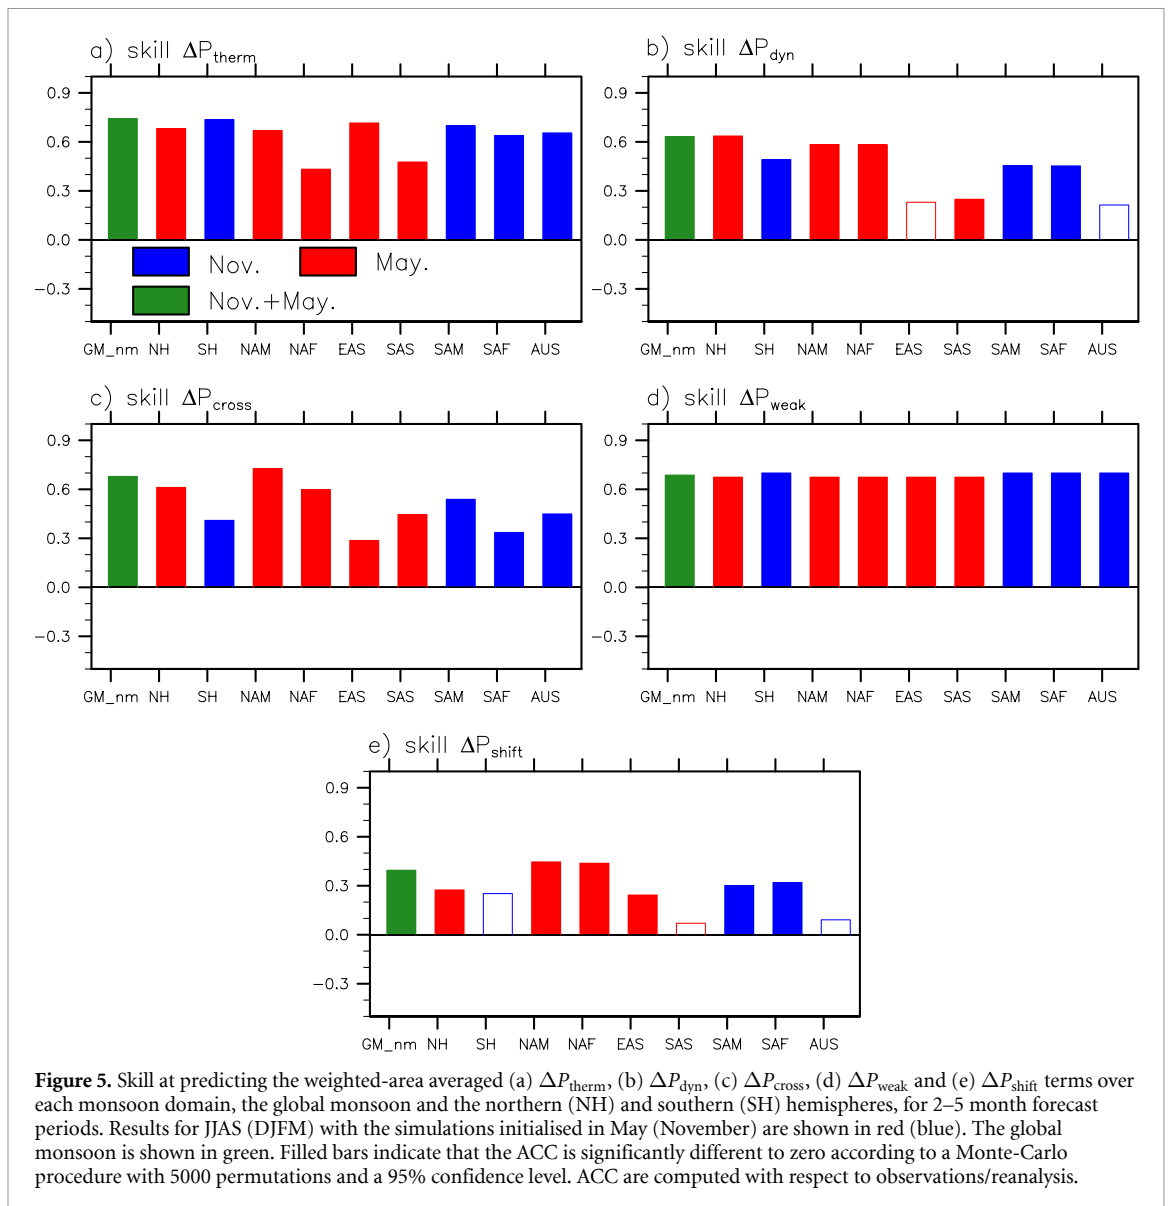 a) skill ΔPtherm
0.9
0.6
0.3
0.0
−0.3
Nov.
May.
Nov.+May.
GM_nm NH SH NAM NAF EAS SAS SAM SAF AUS
b) skill ΔPdyn
0.9
0.6
0.3
0.0
−0.3
GM_nm NH SH NAM NAF EAS SAS SAM SAF AUS
c) skill ΔPcross
0.9
0.6
0.3
0.0
−0.3
GM_nm NH SH NAM NAF EAS SAS SAM SAF AUS
d) skill ΔPweak
0.9
0.6
0.3
0.0
−0.3
GM_nm NH SH NAM NAF EAS SAS SAM SAF AUS
e) skill ΔPshift
0.9
0.6
0.3
0.0
−0.3
GM_nm NH SH NAM NAF EAS SAS SAM SAF AUS
Figure 5. Skill at predicting the weighted-area averaged (a) ΔPtherm, (b) ΔPdyn, (c) ΔPcross, (d) ΔPweak and (e) ΔPshift terms over
each monsoon domain, the global monsoon and the northern (NH) and southern (SH) hemispheres, for 2–5 month forecast
periods. Results for JJAS (DJFM) with the simulations initialised in May (November) are shown in red (blue). The global
monsoon is shown in green. Filled bars indicate that the ACC is significantly different to zero according to a Monte-Carlo
procedure with 5000 permutations and a 95% confidence level. ACC are computed with respect to observations/reanalysis.